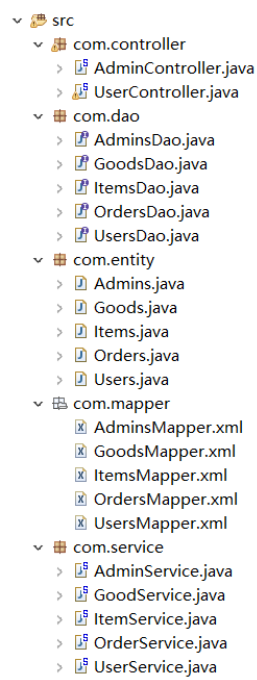 src
com.controller
AdminController.java
UserController.java
com.dao
AdminsDao.java
GoodsDao.java
ItemsDao.java
OrdersDao.java
UsersDao.java
com.entity
Admins.java
Goods.java
Items.java
Orders.java
Users.java
com.mapper
AdminsMapper.xml
GoodsMapper.xml
ItemsMapper.xml
OrdersMapper.xml
UsersMapper.xml
com.service
AdminService.java
GoodService.java
ItemService.java
OrderService.java
UserService.java